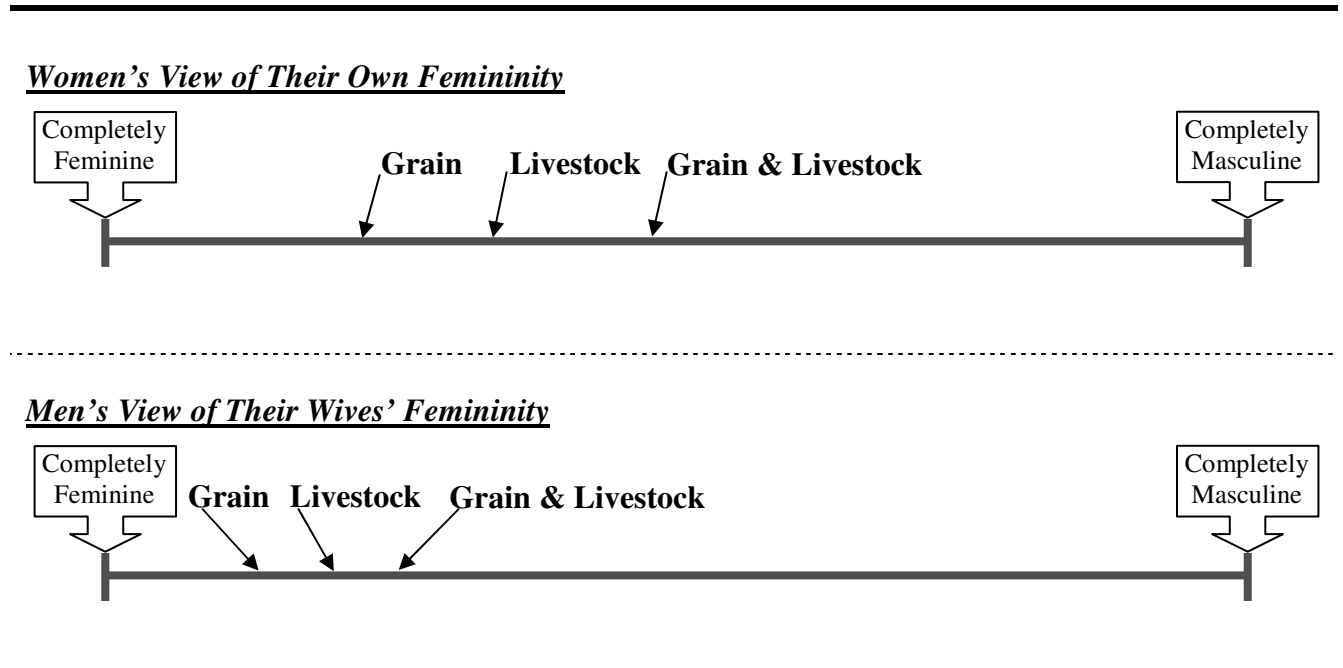 Women's View of Their Own Femininity
Completely
Feminine
Grain
Livestock
Grain & Livestock
Completely
Masculine
Men's View of Their Wives' Femininity
Completely
Feminine
Grain
Livestock
Grain & Livestock
Completely
Masculine